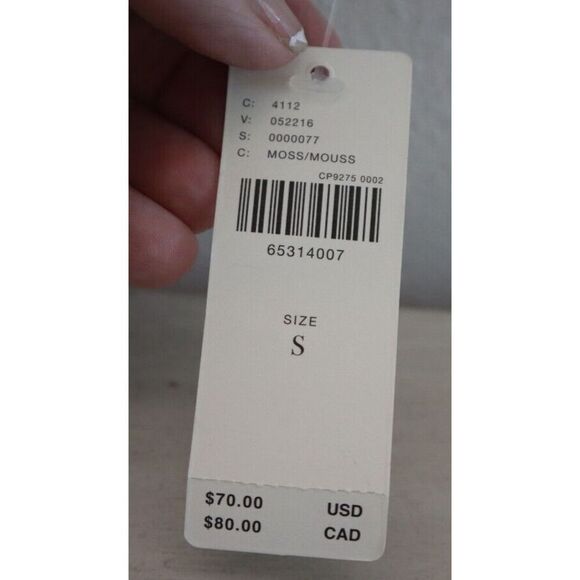 C: 4112
V: 052216
S: 0000077
C: MOSS/MOUSS
CP9275 0002
65314007
SIZE
S
$70.00 USD
$80.00 CAD